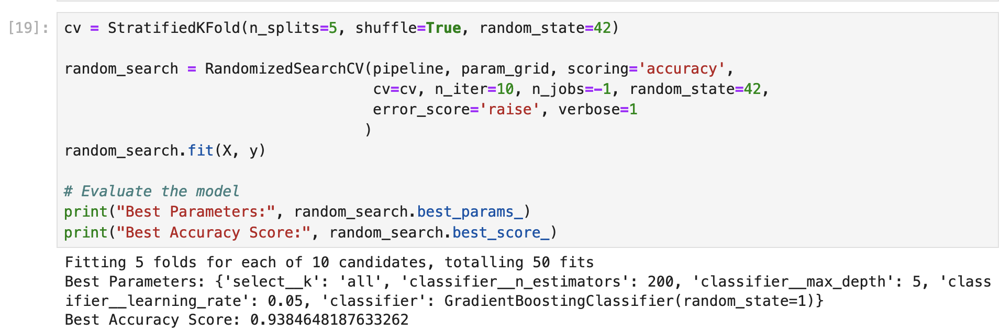 [19]:
cv = StratifiedKFold(n_splits=5, shuffle=True, random_state=42)
random_search = RandomizedSearchCV(pipeline, param_grid, scoring='accuracy',
cv=cv, n_iter=10, n_jobs=-1, random_state=42,
error_score='raise', verbose=1
)
random_search.fit(X, y)
# Evaluate the model
print("Best Parameters:", random_search.best_params_)
print("Best Accuracy Score:", random_search.best_score_)
Fitting 5 folds for each of 10 candidates, totalling 50 fits
Best Parameters: {'select__k': 'all', 'classifier__n_estimators': 200, 'classifier__max_depth': 5, 'class
ifier__learning_rate': 0.05, 'classifier': GradientBoostingClassifier(random_state=1)}
Best Accuracy Score: 0.9384648187633262